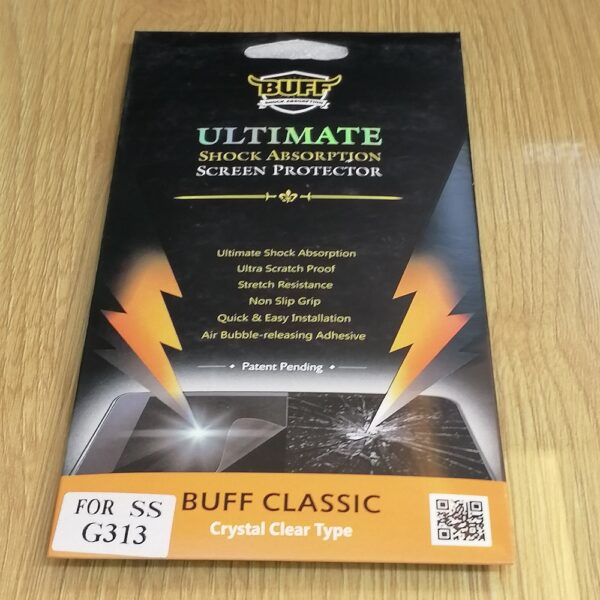 BUFF
SHOCK ABSORPTION
ULTIMATE
SHOCK ABSORPTION
SCREEN PROTECTOR
Ultimate Shock Absorption
Ultra Scratch Proof
Stretch Resistance
Non Slip Grip
Quick & Easy Installation
Air Bubble-releasing Adhesive
Patent Pending
BUFF CLASSIC
Crystal Clear Type
FOR SS
G313